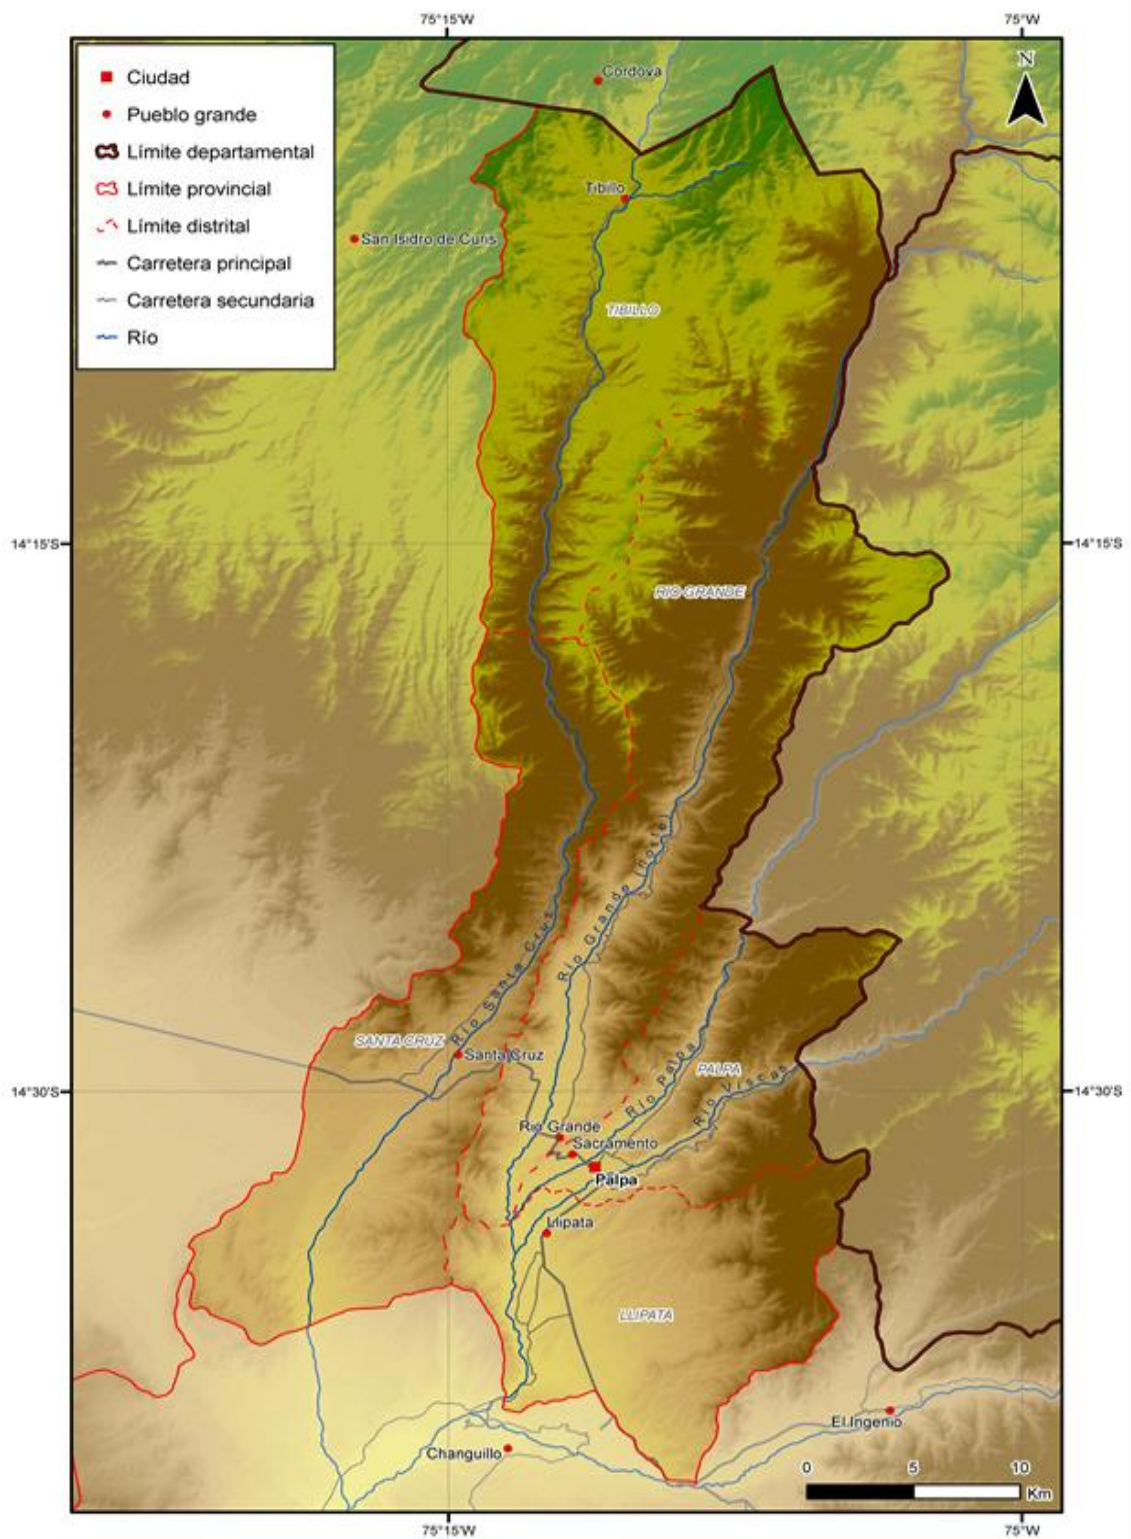 75°15'W
75°W
Ciudad
Pueblo grande
Límite departamental
Límite provincial
Límite distrital
Carretera principal
Carretera secundaria
Río
N
Cordova
Tibillo
San Isidro de Curis
TIBILLO
14°15'S
14°15'S
RIO GRANDE
Río Grande (noste)
Río Santa Cruz
SANTA CRUZ
Santa Cruz
Río Palpa
PALPA
Río Viscas
14°30'S
14°30'S
Rio Grande
Sacramento
Palpa
Llipata
LLIPATA
El Ingenio
Changuillo
0 5 10
Km
75°15'W
75°W